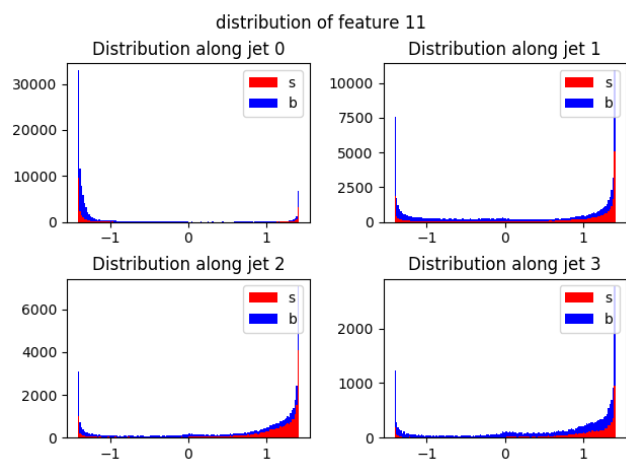 distribution of feature 11
Distribution along jet 0
30000
20000
10000
0
−1
0
1
s
b
Distribution along jet 1
10000
7500
5000
2500
0
−1
0
1
s
b
Distribution along jet 2
6000
4000
2000
0
−1
0
1
s
b
Distribution along jet 3
2000
1000
0
−1
0
1
s
b